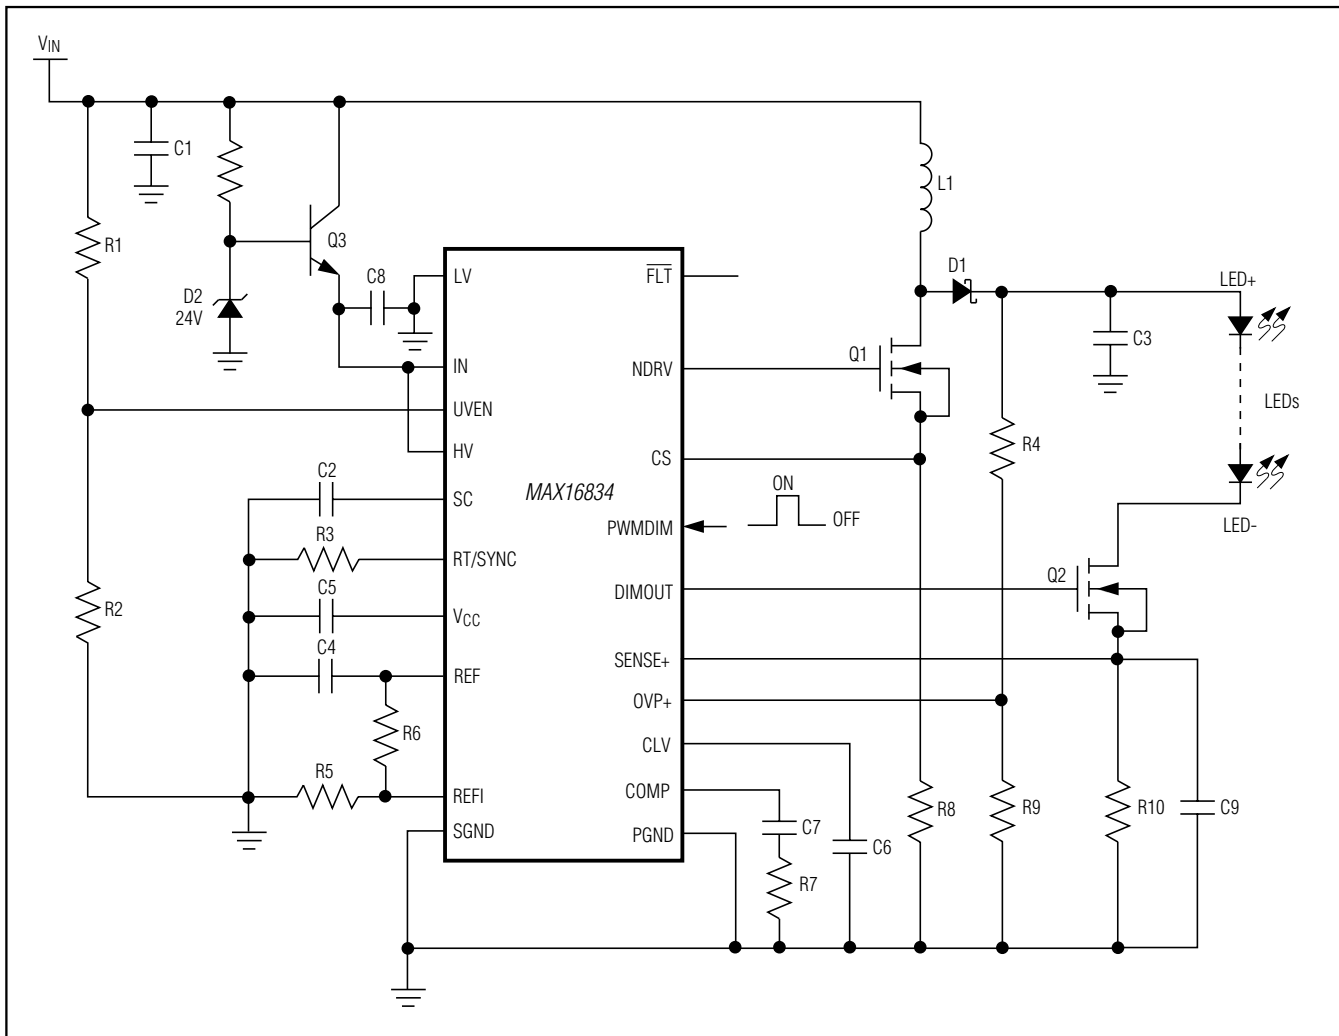 VIN
C1
L1
R1
Q3
C8
LV
FLT
D1
LED+
D2
24V
C3
Q1
IN
NDRV
LEDs
UVEN
R4
HV
CS
C2
MAX16834
ON
SC
OFF
LED-
R3
PWMDIM
RT/SYNC
Q2
C5
DIMOUT
R2
VCC
C4
SENSE+
REF
OVP+
R6
CLV
R5
COMP
REFI
R8
R9
R10
C9
C7
SGND
PGND
C6
R7